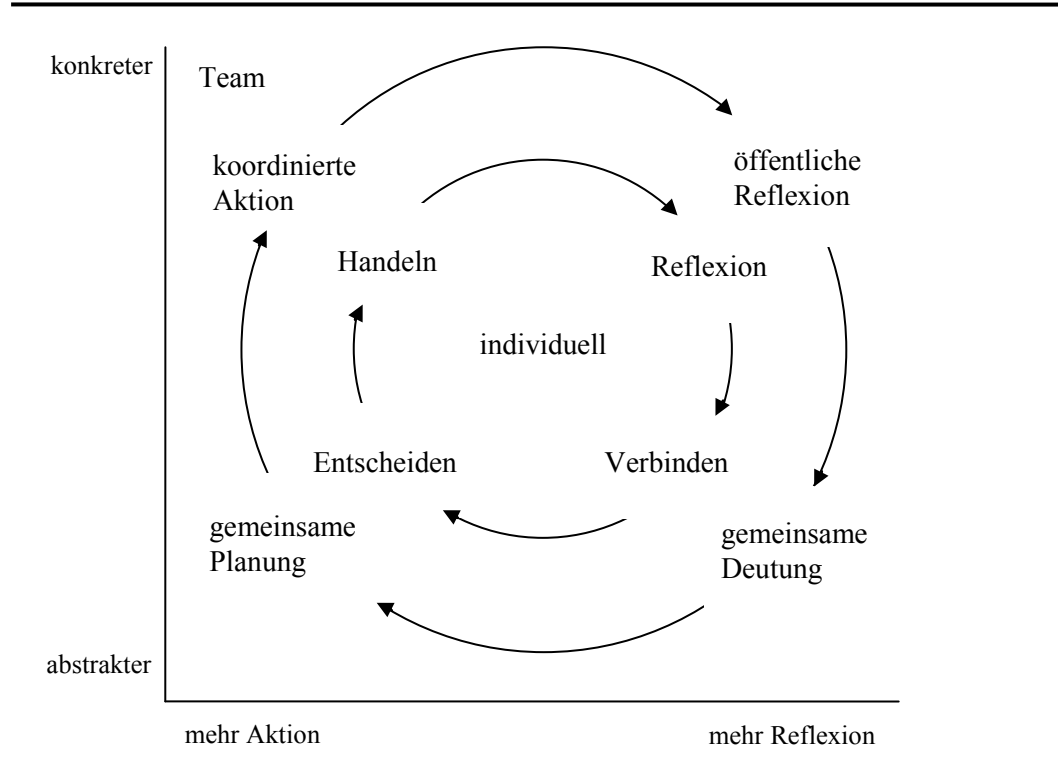 konkreter
Team
koordinierte
Aktion
öffentliche
Reflexion
Handeln
Reflexion
individuell
Entscheiden
Verbinden
gemeinsame
Planung
gemeinsame
Deutung
abstrakter
mehr Aktion
mehr Reflexion